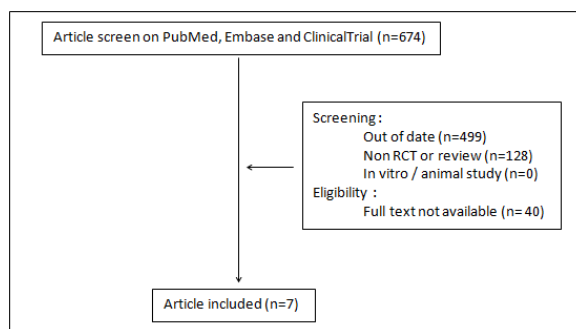 Article screen on PubMed, Embase and ClinicalTrial (n=674)
Screening:
Out of date (n=499)
Non RCT or review (n=128)
In vitro / animal study (n=0)
Eligibility :
Full text not available (n= 40)
Article included (n=7)